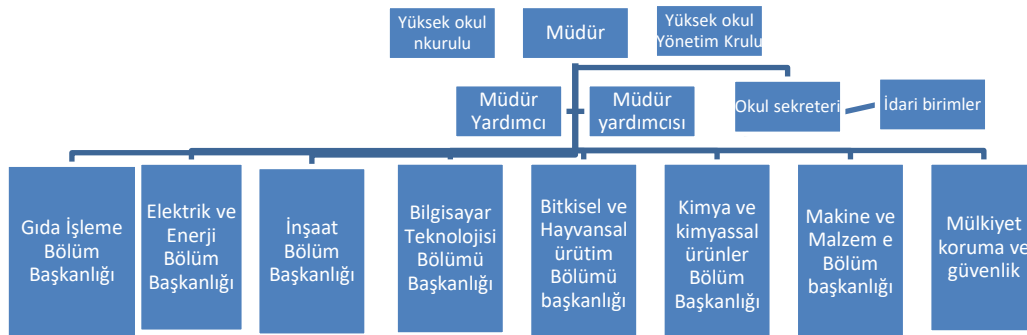 Yüksek okul
nkurulu
Müdür
Yüksek okul
Yönetim Krulu
Müdür
Yardımcı
Müdür
yardımcısı
Okul sekreteri
İdari birimler
Gıda İşleme
Bölüm
Başkanlığı
Elektrik ve
Enerji
Bölüm
Başkanlığı
İnşaat
Bölüm
Başkanlığı
Bilgisayar
Teknolojisi
Bölümü
Başkanlığı
Bitkisel ve
Hayvansal
ürütim
Bölümü
başkanlığı
Kimya ve
kimyassal
ürünler
Bölüm
Başkanlığı
Makine ve
Malzem e
Bölüm
başkanlığı
Mülkiyet
koruma ve
güvenlik